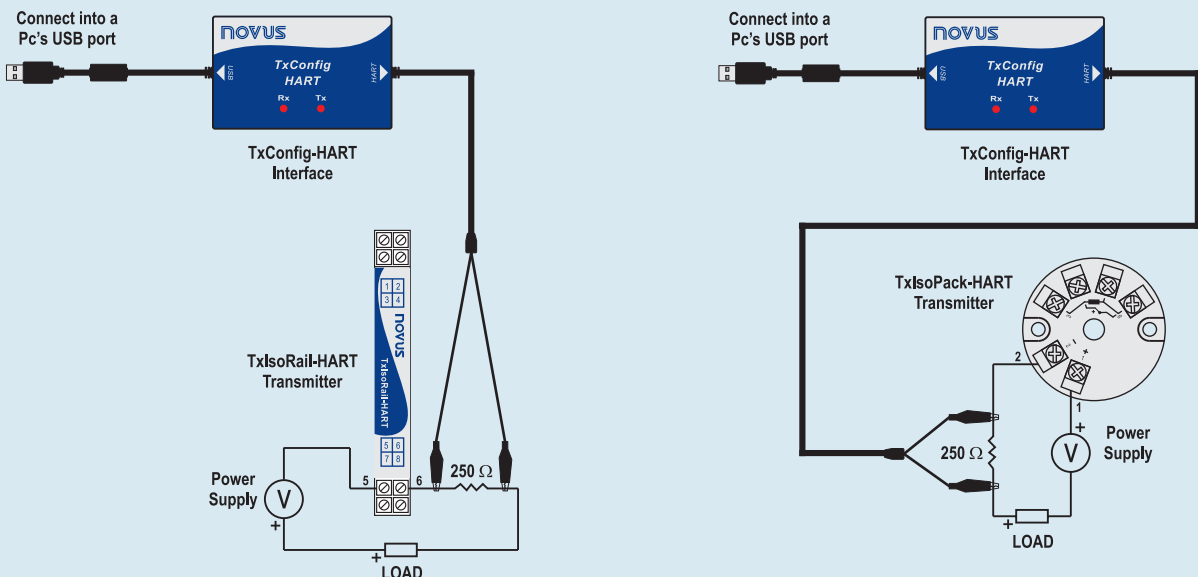 Connect into a
Pc's USB port
novus
TxConfig
HART
USB
HART
Rx Tx
TxConfig-HART
Interface
TxIsoRail-HART
Transmitter
1 2
3 4
novus
TxIsoRail-HART
5 6
7 8
Power
Supply
V
+
5
6
250 Ω
+
LOAD
Connect into a
Pc's USB port
novus
TxConfig
HART
USB
HART
Rx Tx
TxConfig-HART
Interface
TxIsoPack-HART
Transmitter
2
1
+
250 Ω
V
Power
Supply
+
LOAD